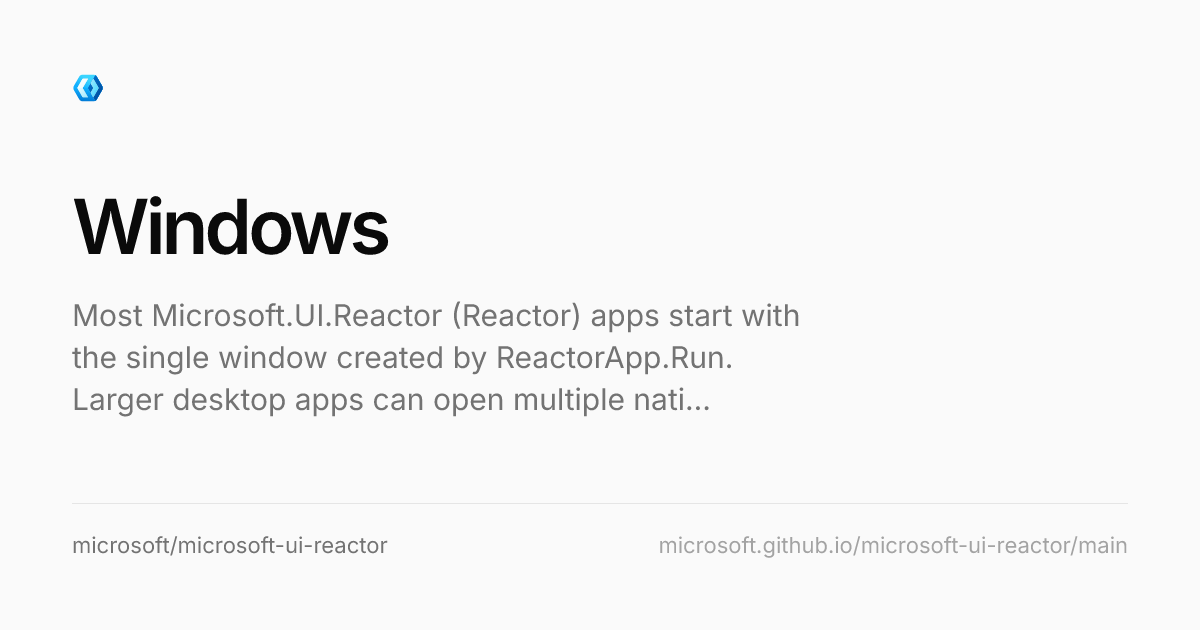 Windows
Most Microsoft.UI.Reactor (Reactor) apps start with
the single window created by ReactorApp.Run.
Larger desktop apps can open multiple nati...
microsoft/microsoft-ui-reactor
microsoft.github.io/microsoft-ui-reactor/main